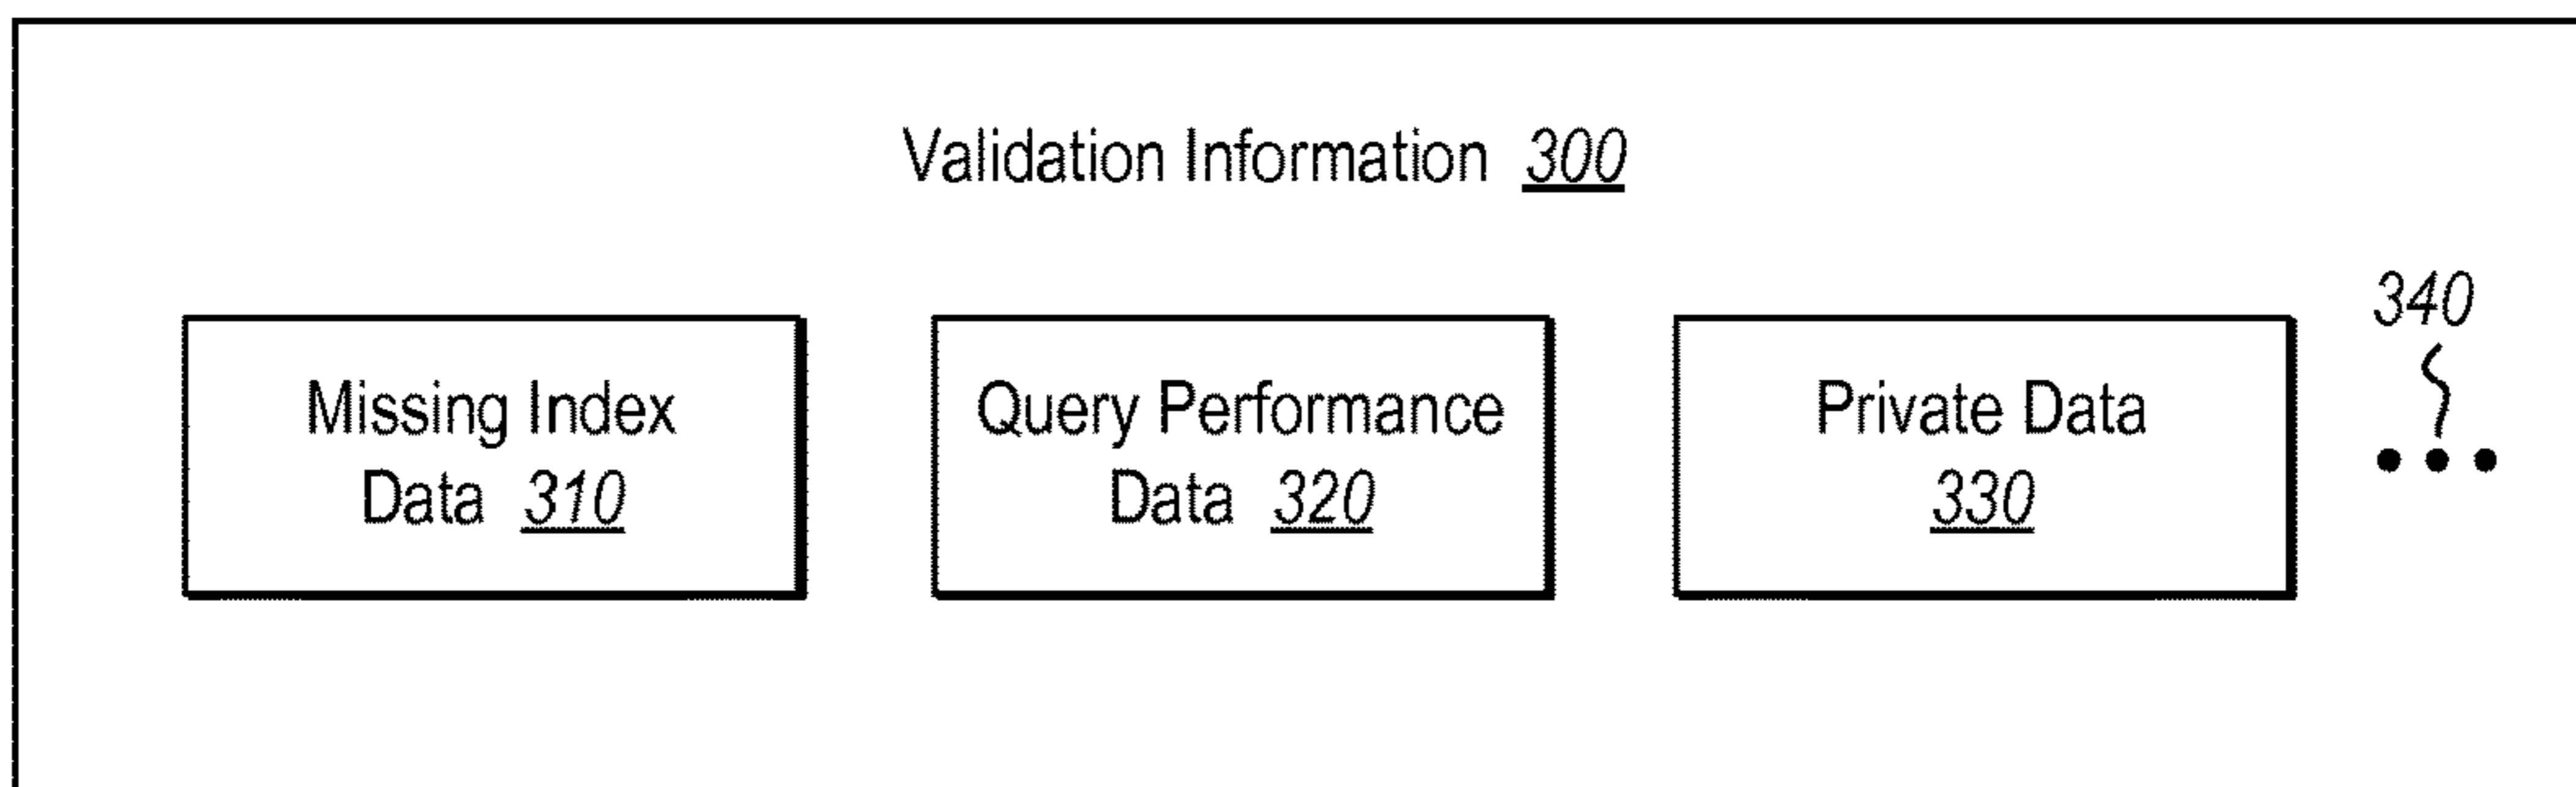 Validation Information 300
340
Missing Index
Data 310
Query Performance
Data 320
Private Data
330